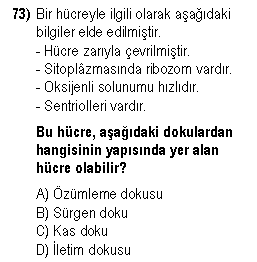 73) Bir hücreyle ilgili olarak aşağıdaki
bilgiler elde edilmiştir.
- Hücre zarıyla çevrilmiştir.
- Sitoplâzmasında ribozom vardır.
- Oksijenli solunumu hızlıdır.
- Sentriolleri vardır.
Bu hücre, aşağıdaki dokulardan
hangisinin yapısında yer alan
hücre olabilir?
A) Özümleme dokusu
B) Sürgen doku
C) Kas doku
D) İletim dokusu